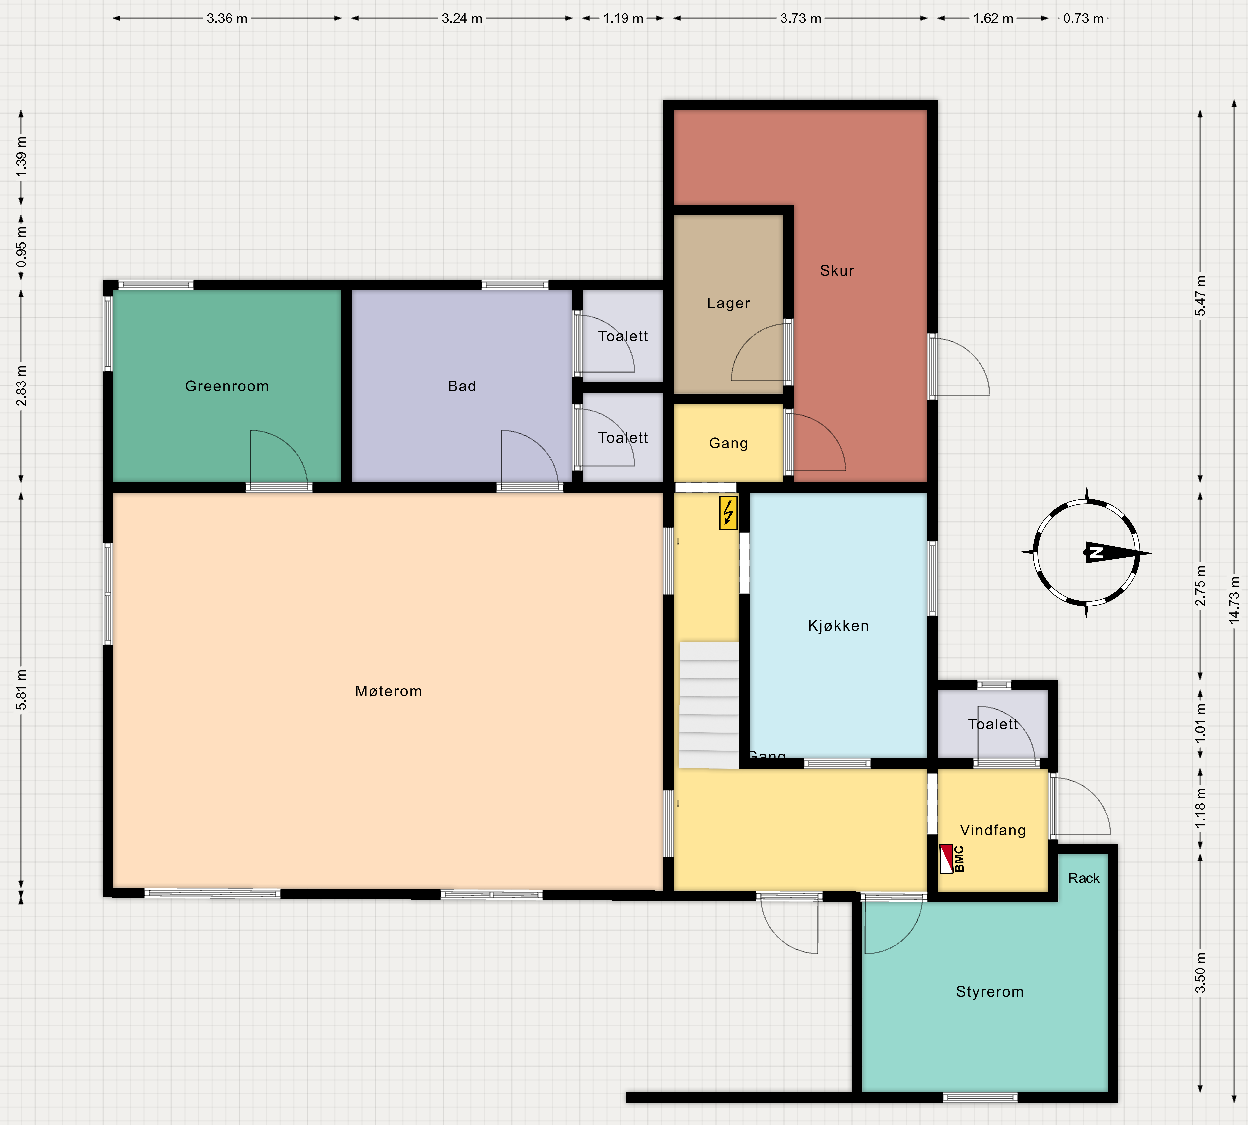 3.36 m
3.24 m
1.19 m
3.73 m
1.62 m
0.73 m
1.39 m
0.95 m
2.83 m
5.81 m
5.47 m
2.75 m
14.73 m
1.01 m
1.18 m
3.50 m
Skur
Lager
Toalett
Greenroom
Bad
Toalett
Gang
N
Kjøkken
Møterom
Toalett
Gang
Vindfang
BMC
Rack
Styrerom